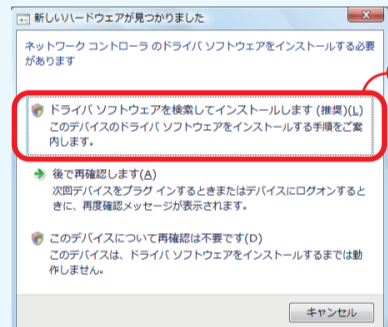 新しいハードウェアが見つかりました
ネットワーク コントローラ のドライバ ソフトウェアをインストールする必要
があります
ドライバ ソフトウェアを検索してインストールします (推奨)(L)
このデバイスのドライバ ソフトウェアをインストールする手順をご案
内します。
後で再確認します(A)
次回デバイスをプラグ インするときまたはデバイスにログオンすると
きに、再度確認メッセージが表示されます。
このデバイスについて再確認は不要です(D)
このデバイスは、ドライバ ソフトウェアをインストールするまでは動
作しません。
キャンセル